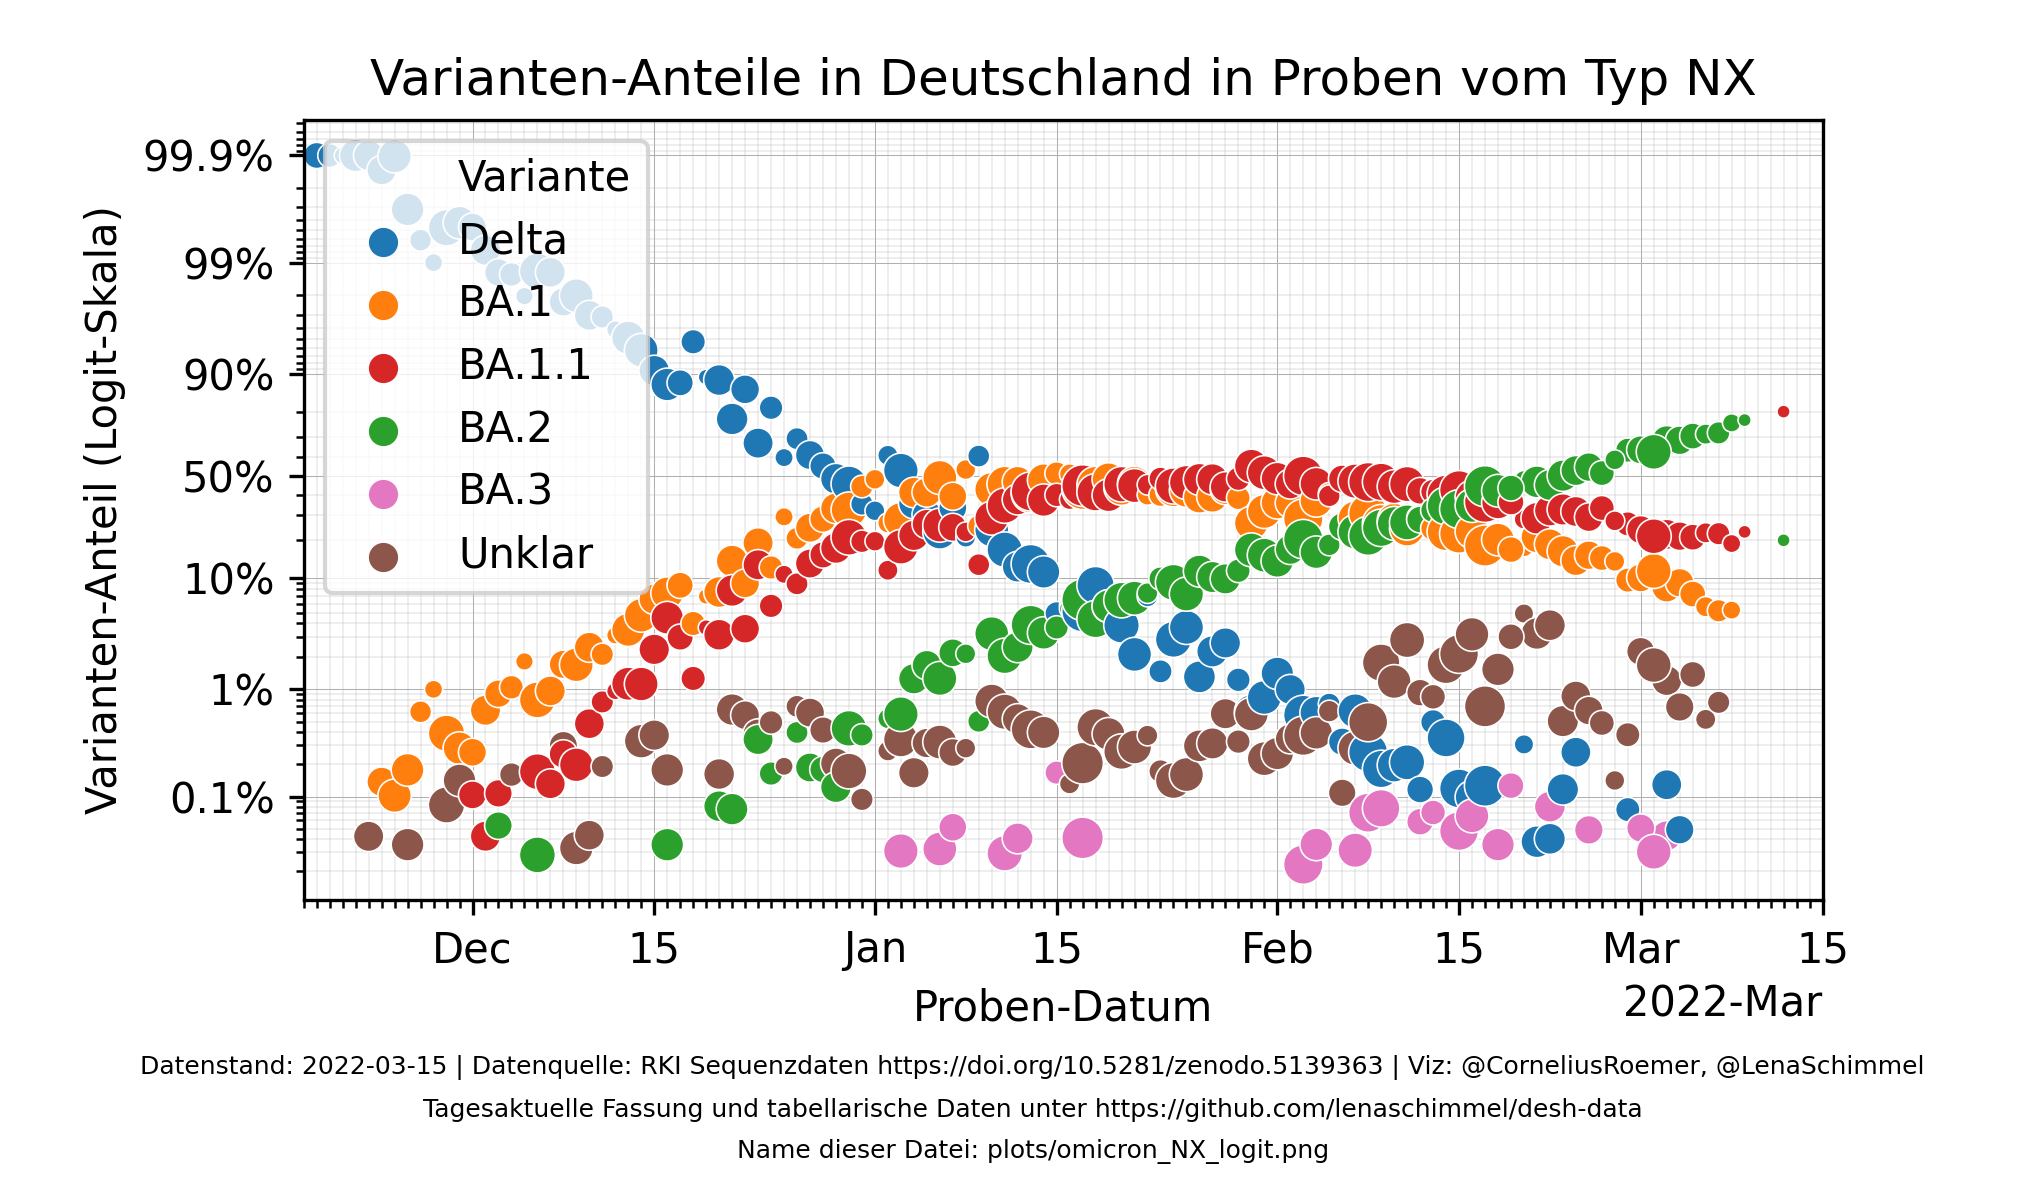 Varianten-Anteile in Deutschland in Proben vom Typ NX
Varianten-Anteil (Logit-Skala)
99.9%
99%
90%
50%
10%
1%
0.1%
Variante
Delta
BA.1
BA.1.1
BA.2
BA.3
Unklar
Dec 15 Jan 15 Feb 15 Mar 15
Proben-Datum
2022-Mar
Datenstand: 2022-03-15 | Datenquelle: RKI Sequenzdaten https://doi.org/10.5281/zenodo.5139363 | Viz: @CorneliusRoemer, @LenaSchimmel
Tagesaktuelle Fassung und tabellarische Daten unter https://github.com/lenaschimmel/desh-data
Name dieser Datei: plots/omicron_NX_logit.png